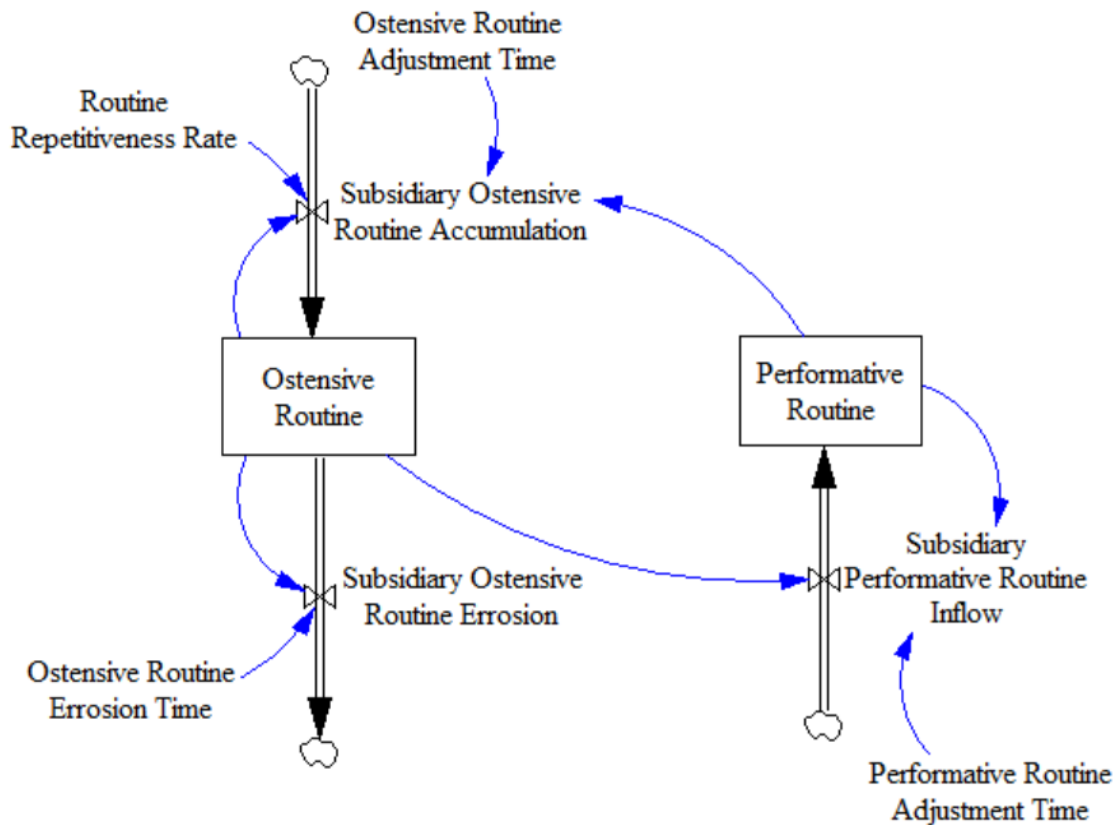 Ostensive Routine
Adjustment Time
Routine
Repetitiveness Rate
Subsidiary Ostensive
Routine Accumulation
Ostensive
Routine
Performative
Routine
Subsidiary Ostensive
Routine Errosion
Subsidiary
Performative Routine
Inflow
Ostensive Routine
Errosion Time
Performative Routine
Adjustment Time